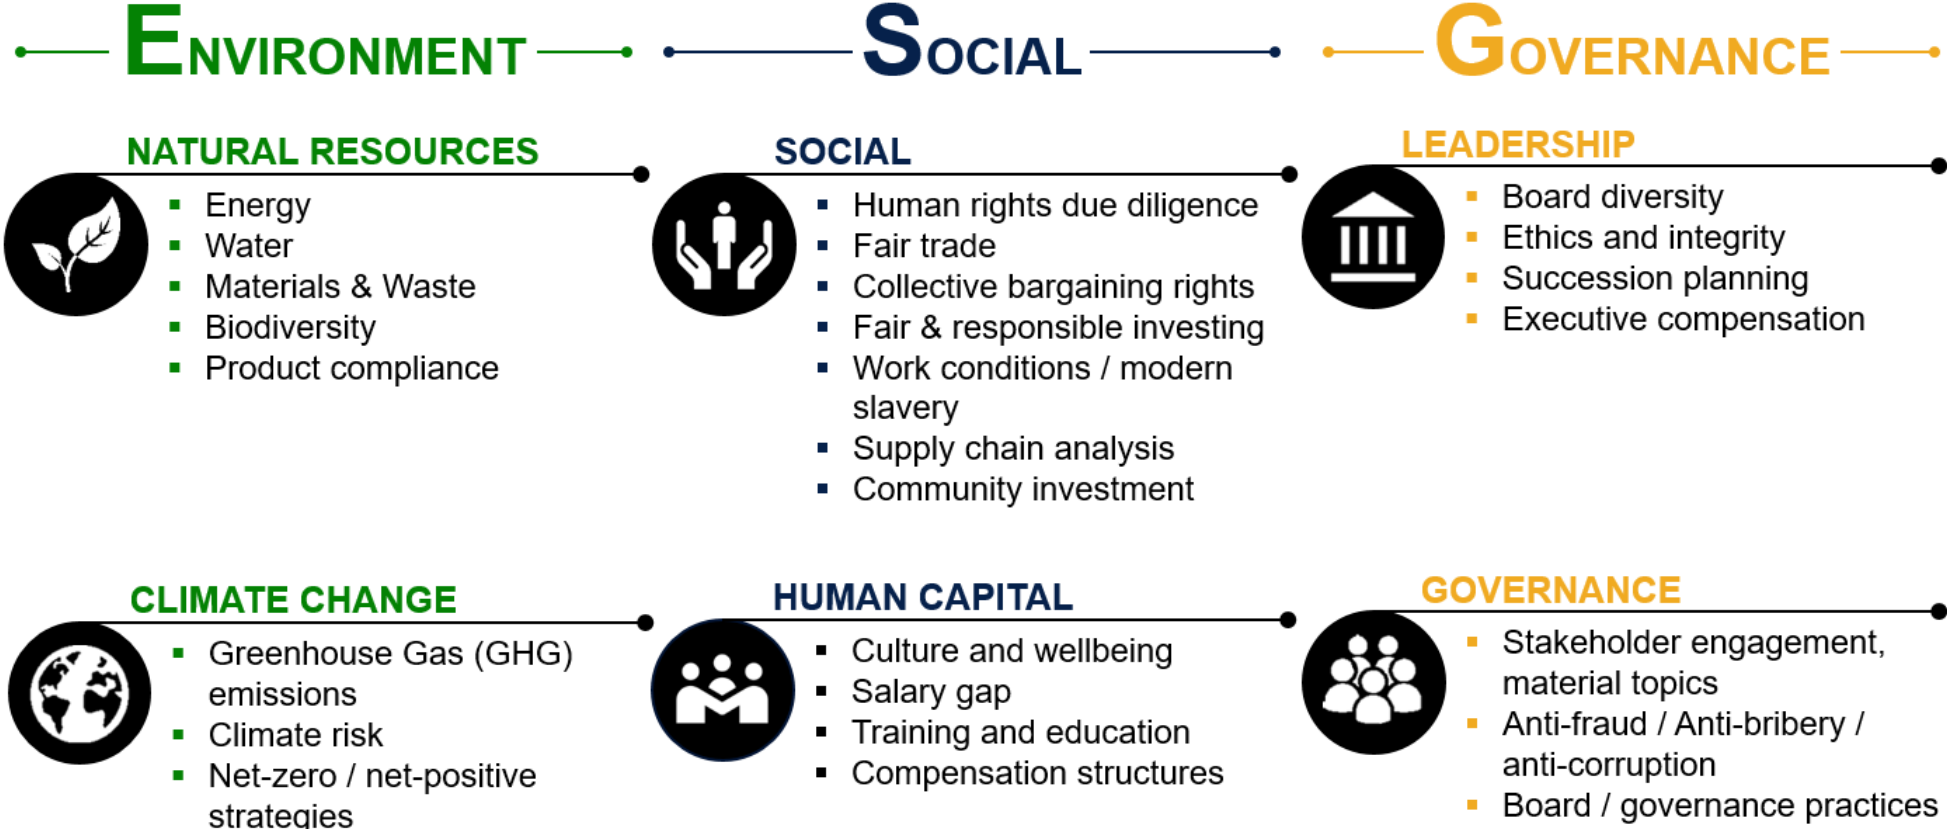 ENVIRONMENT
NATURAL RESOURCES
Energy
Water
Materials & Waste
Biodiversity
Product compliance
CLIMATE CHANGE
Greenhouse Gas (GHG)
emissions
Climate risk
Net-zero / net-positive
strategies
SOCIAL
SOCIAL
Human rights due diligence
Fair trade
Collective bargaining rights
Fair & responsible investing
Work conditions / modern
slavery
Supply chain analysis
Community investment
HUMAN CAPITAL
Culture and wellbeing
Salary gap
Training and education
Compensation structures
GOVERNANCE
LEADERSHIP
Board diversity
Ethics and integrity
Succession planning
Executive compensation
GOVERNANCE
Stakeholder engagement,
material topics
Anti-fraud / Anti-bribery /
anti-corruption
Board / governance practices